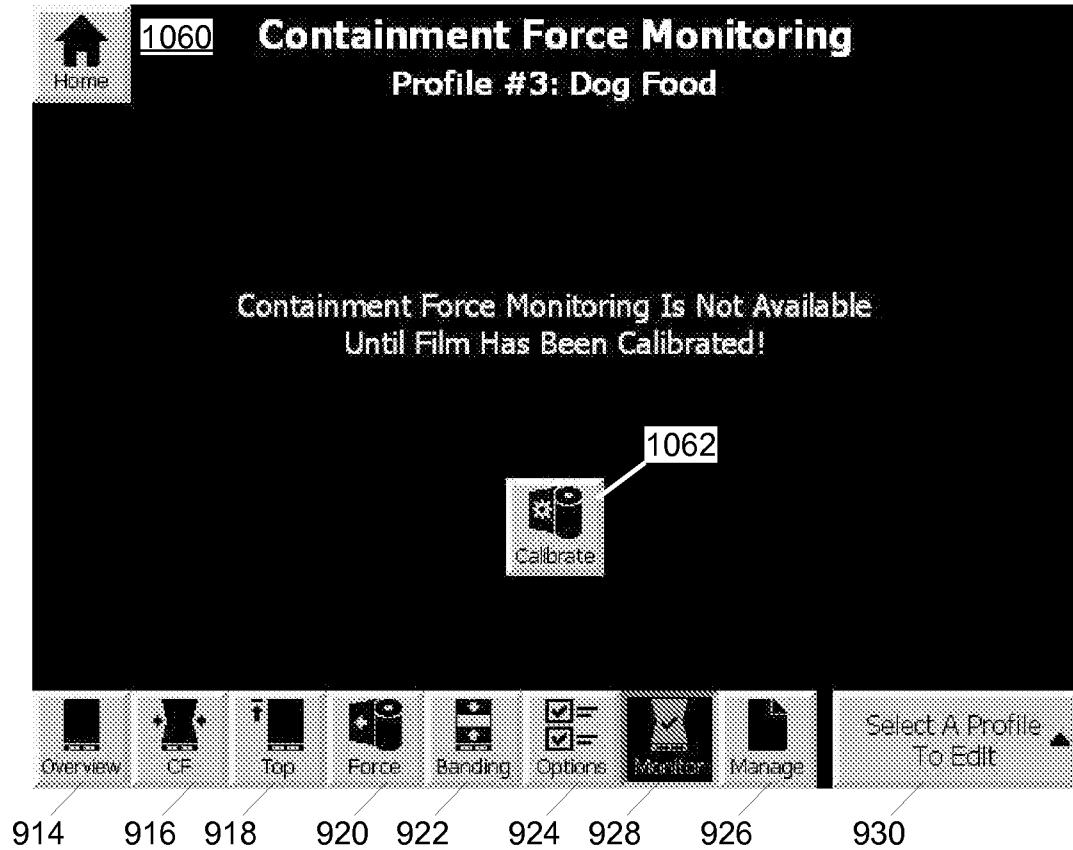 1060 Containment Force Monitoring
Home
Profile #3: Dog Food
Containment Force Monitoring Is Not Available
Until Film Has Been Calibrated!
1062
Calibrate
Overview CF Top Force Banding Options Monitor Manage
Select A Profile
To Edit
914 916 918 920 922 924 928 926 930